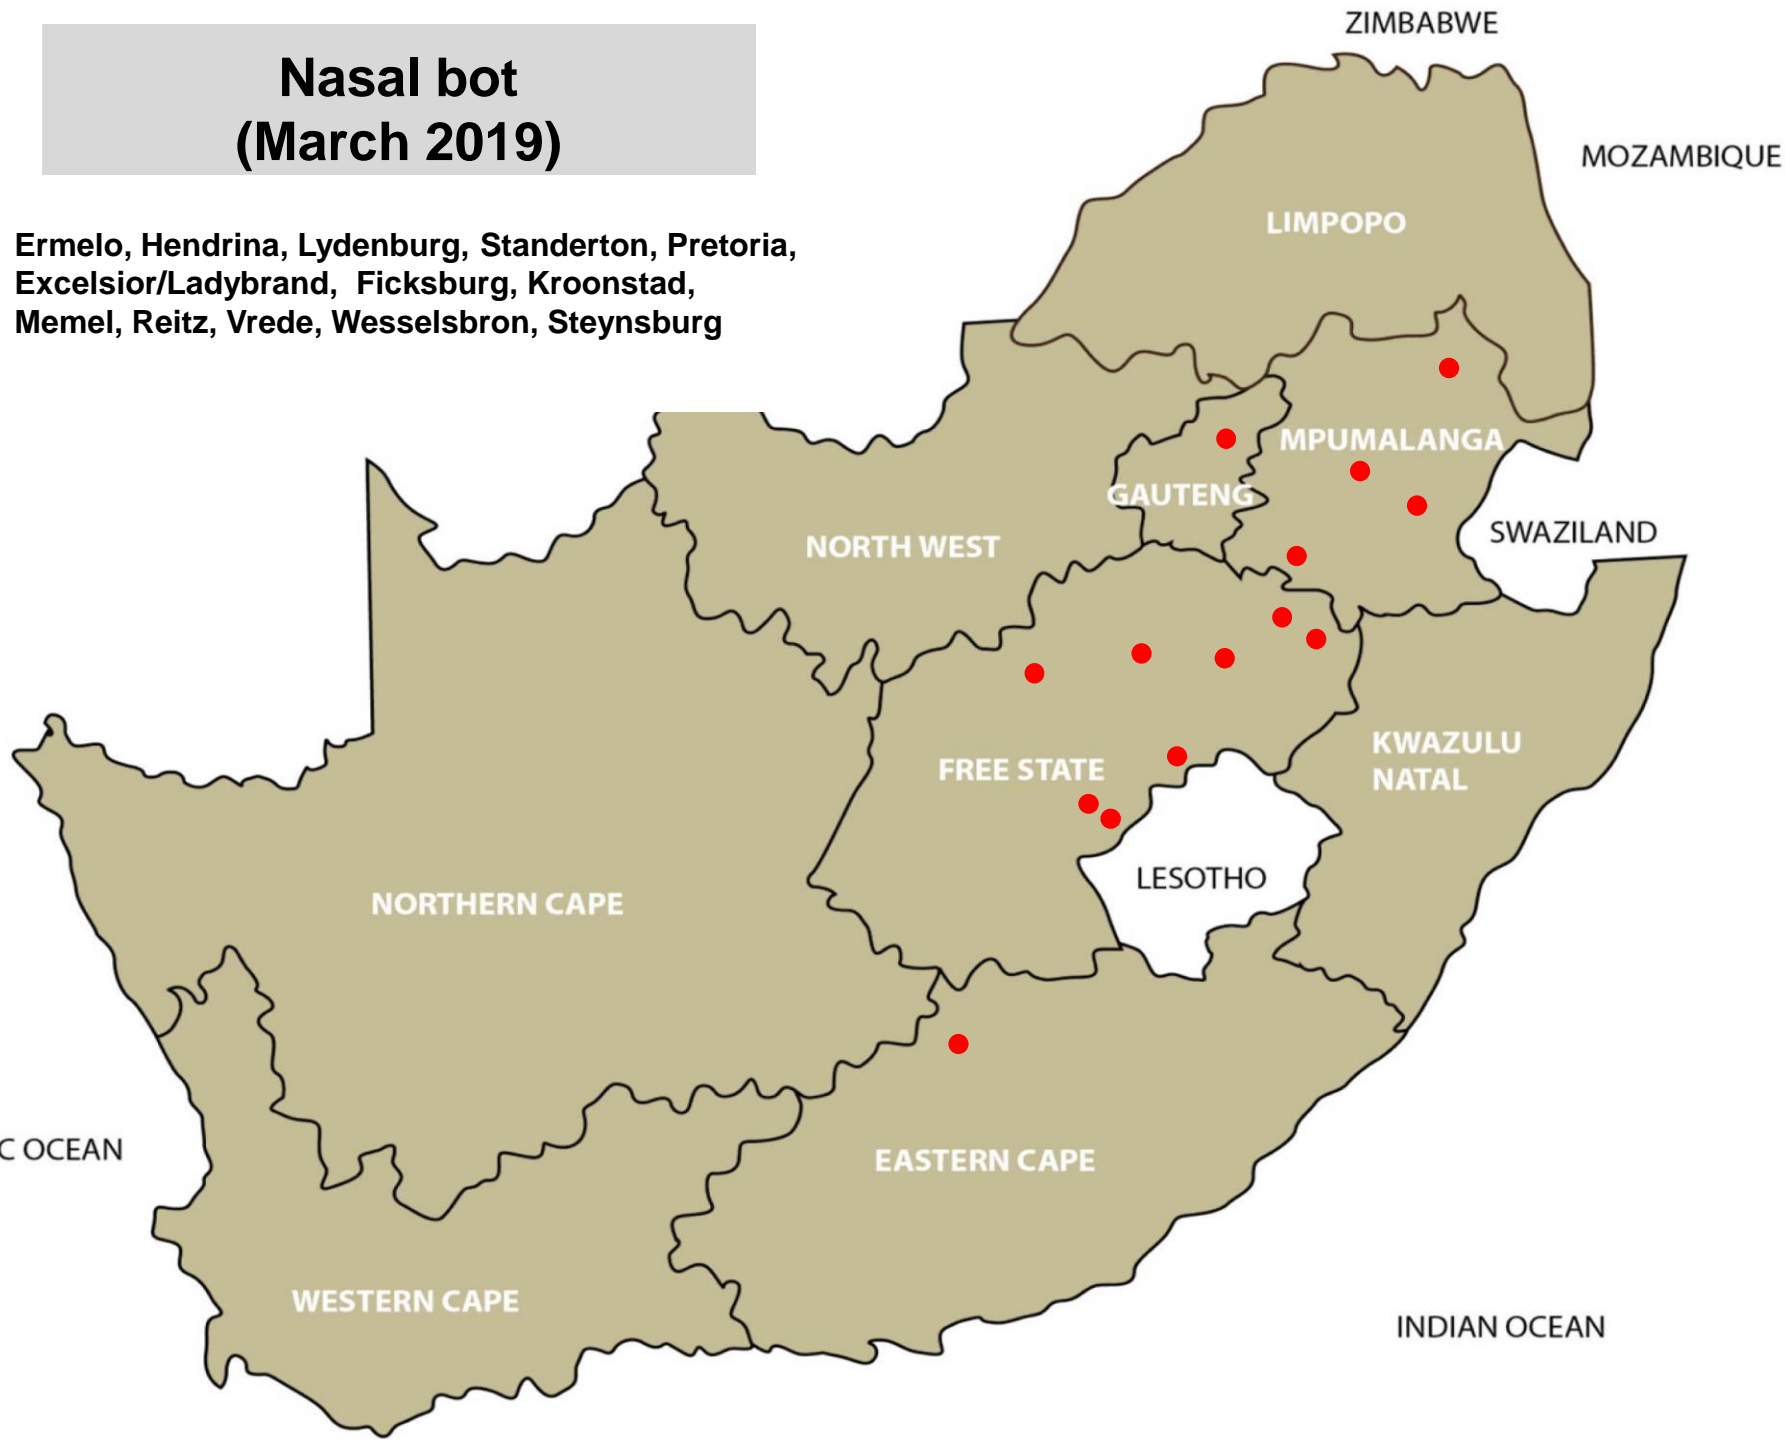 Nasal bot
(March 2019)
Ermelo, Hendrina, Lydenburg, Standerton, Pretoria,
Excelsior/Ladybrand, Ficksburg, Kroonstad,
Memel, Reitz, Vrede, Wesselsbron, Steynsburg
ZIMBABWE
MOZAMBIQUE
LIMPOPO
MPUMALANGA
GAUTENG
SWAZILAND
NORTH WEST
KWAZULU
NATAL
FREE STATE
LESOTHO
NORTHERN CAPE
C OCEAN
EASTERN CAPE
WESTERN CAPE
INDIAN OCEAN